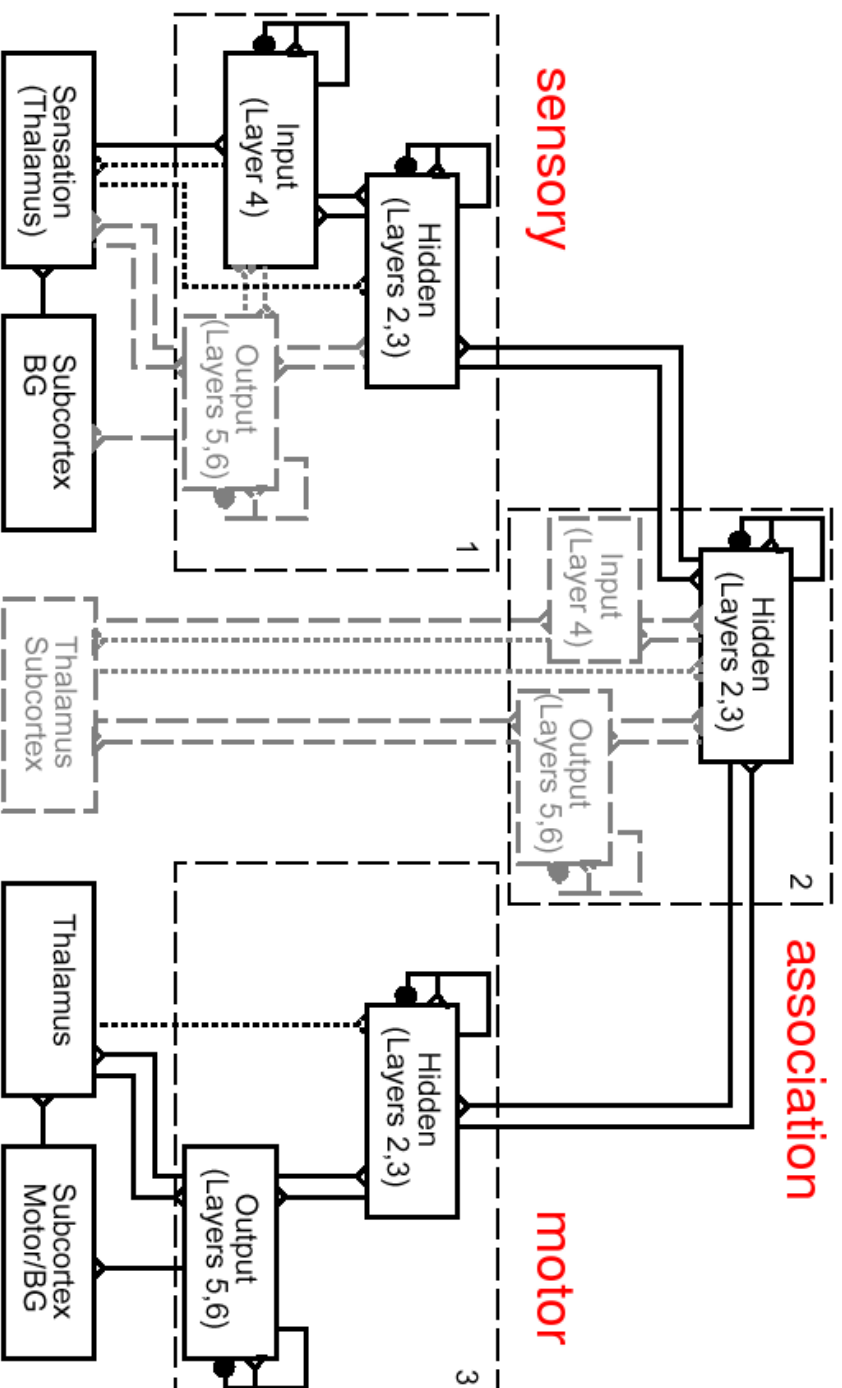 sensory
association
motor
Hidden
(Layers 2,3)
2
Input
(Layer 4)
Output
(Layers 5,6)
Hidden
(Layers 2,3)
1
Input
(Layer 4)
Output
(Layers 5,6)
Hidden
(Layers 2,3)
3
Output
(Layers 5,6)
Sensation
(Thalamus)
Subcortex
BG
Thalamus
Subcortex
Thalamus
Subcortex
Motor/BG